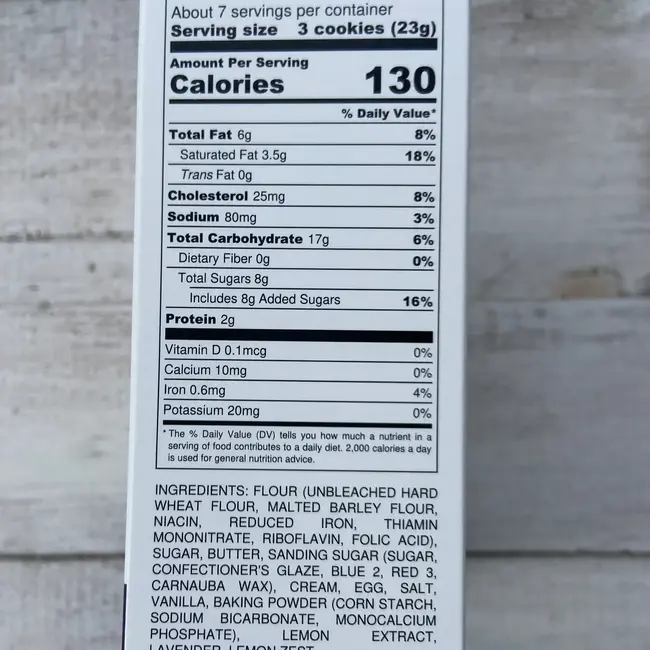 About 7 servings per container
Serving size 3 cookies (23g)
Amount Per Serving
Calories 130
% Daily Value*
Total Fat 6g 8%
Saturated Fat 3.5g 18%
Trans Fat 0g
Cholesterol 25mg 8%
Sodium 80mg 3%
Total Carbohydrate 17g 6%
Dietary Fiber 0g 0%
Total Sugars 8g
Includes 8g Added Sugars 16%
Protein 2g
Vitamin D 0.1mcg 0%
Calcium 10mg 0%
Iron 0.6mg 4%
Potassium 20mg 0%
* The % Daily Value (DV) tells you how much a nutrient in a
serving of food contributes to a daily diet. 2,000 calories a day
is used for general nutrition advice.
INGREDIENTS: FLOUR (UNBLEACHED HARD
WHEAT FLOUR, MALTED BARLEY FLOUR,
NIACIN, REDUCED IRON, THIAMIN
MONONITRATE, RIBOFLAVIN, FOLIC ACID),
SUGAR, BUTTER, SANDING SUGAR (SUGAR,
CONFECTIONER'S GLAZE, BLUE 2, RED 3,
CARNAUBA WAX), CREAM, EGG, SALT,
VANILLA, BAKING POWDER (CORN STARCH,
SODIUM BICARBONATE, MONOCALCIUM
PHOSPHATE), LEMON EXTRACT,
LAVENDER, LEMON ZEST